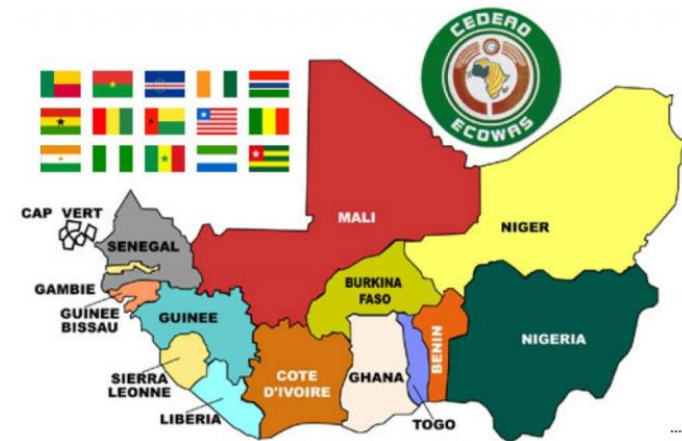 CEDEAO
ECOWAS
MALI
NIGER
CAP VERT
SENEGAL
GAMBIE
GUINÉE
BISSAU
GUINEE
BURKINA
FASO
NIGERIA
BENIN
SIERRA
LEONNE
COTE
D'IVOIRE
GHANA
LIBERIA
TOGO
...